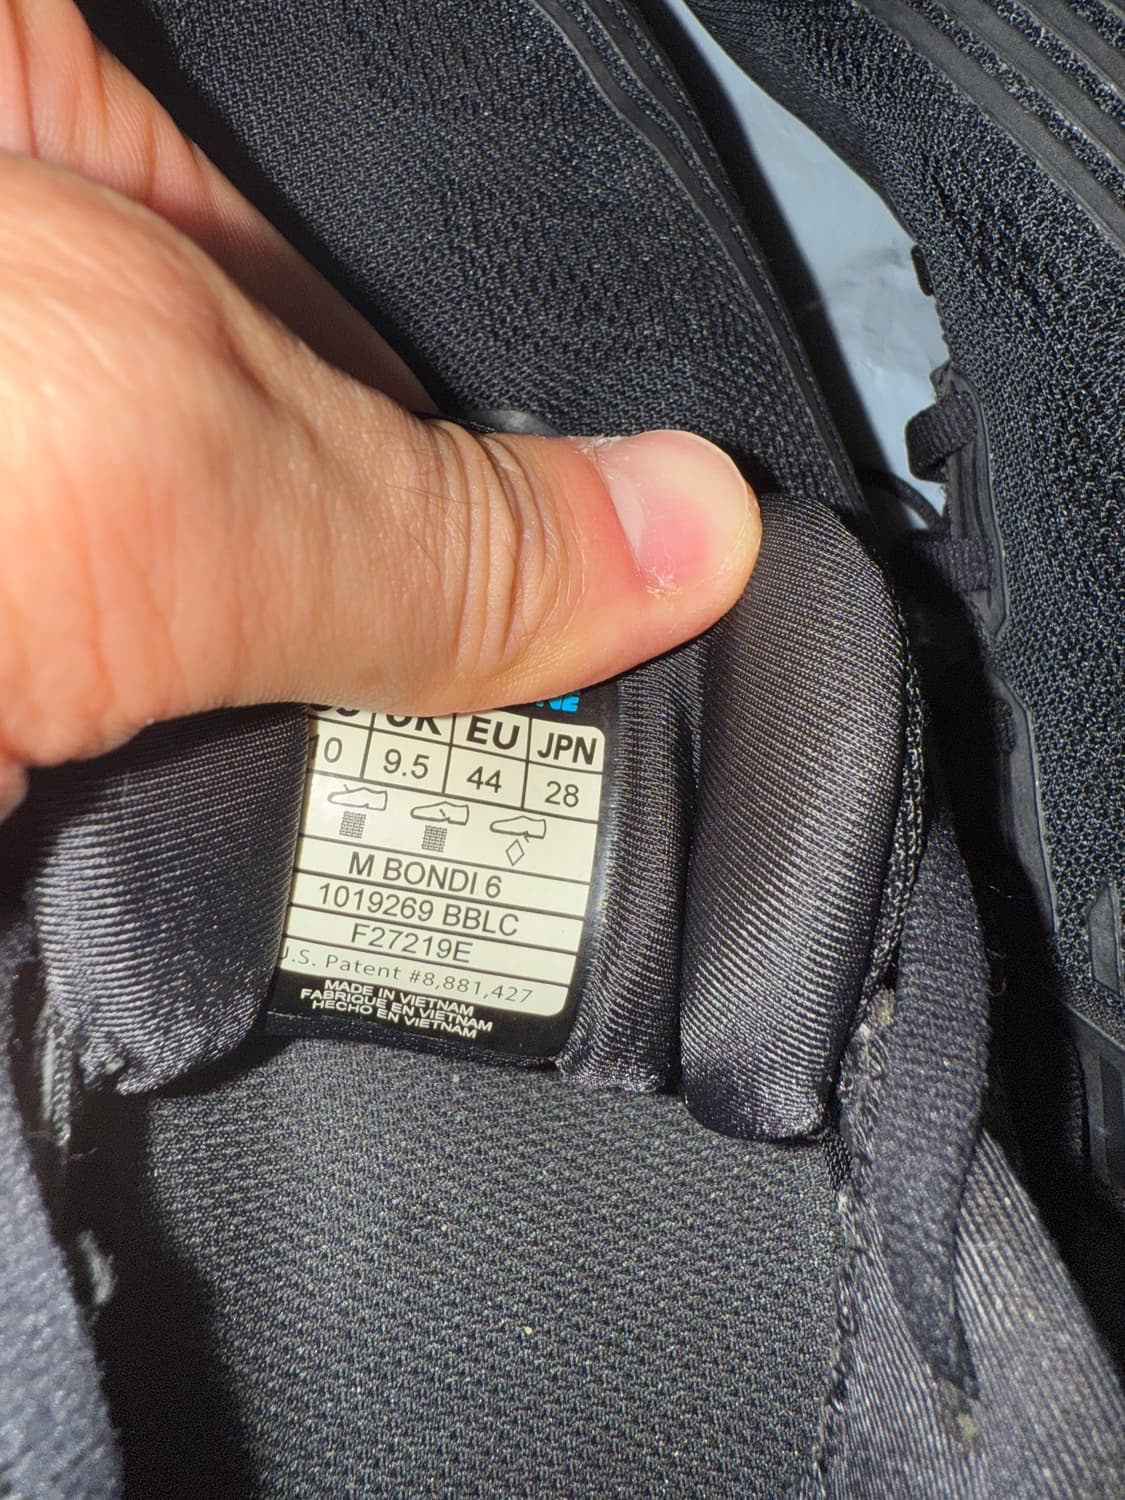 NE
UK EU JPN
10 9.5 44 28
M BONDI 6
1019269 BBLC
F27219E
U.S. Patent #8,881,427
MADE IN VIETNAM
FABRIQUE EN VIETNAM
HECHO EN VIETNAM